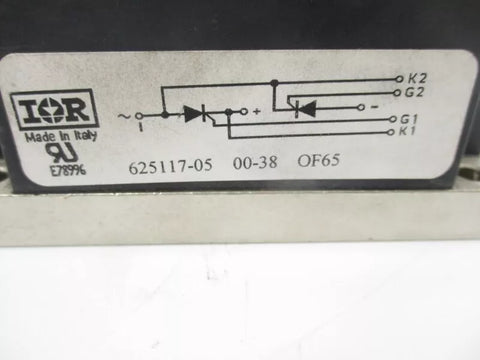 IOR
Made in Italy
E78996
~
1
+
-
K2
G2
G1
K1
625117-05 00-38 OF65